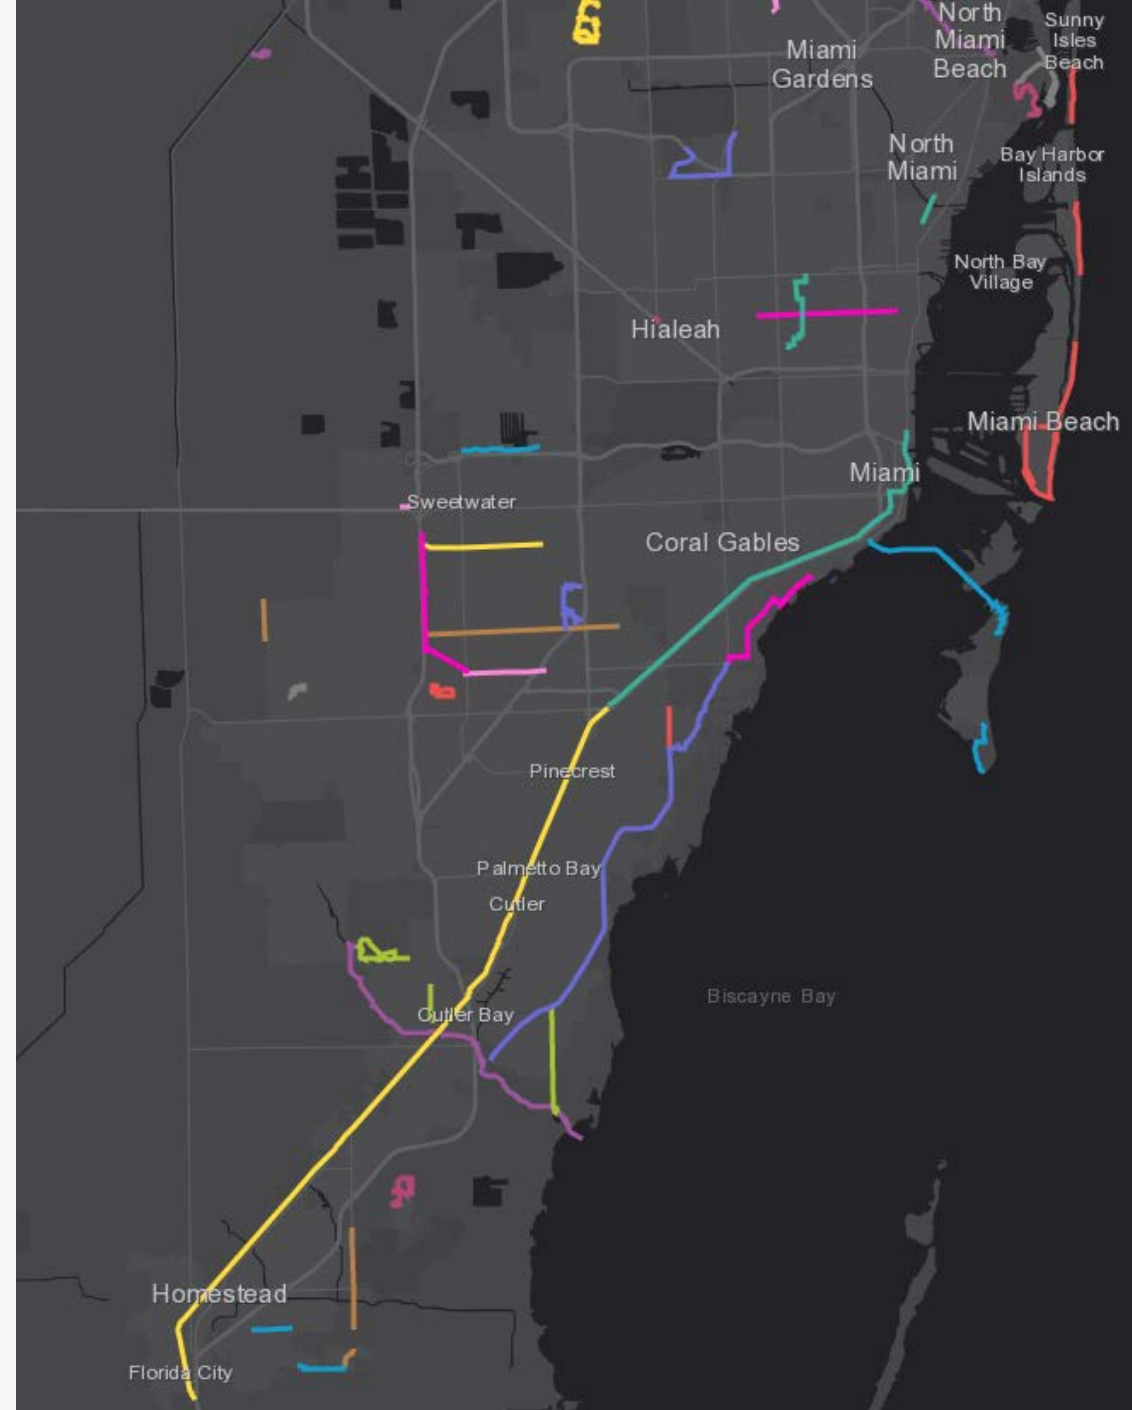 North
Miami
Beach
Sunny
Isles
Beach
Miami
Gardens
North
Miami
Bay Harbor
Islands
North Bay
Village
Hialeah
Miami Beach
Miami
Sweetwater
Coral Gables
Pinecrest
Palmetto Bay
Cutler
Biscayne Bay
Cutler Bay
Homestead
Florida City